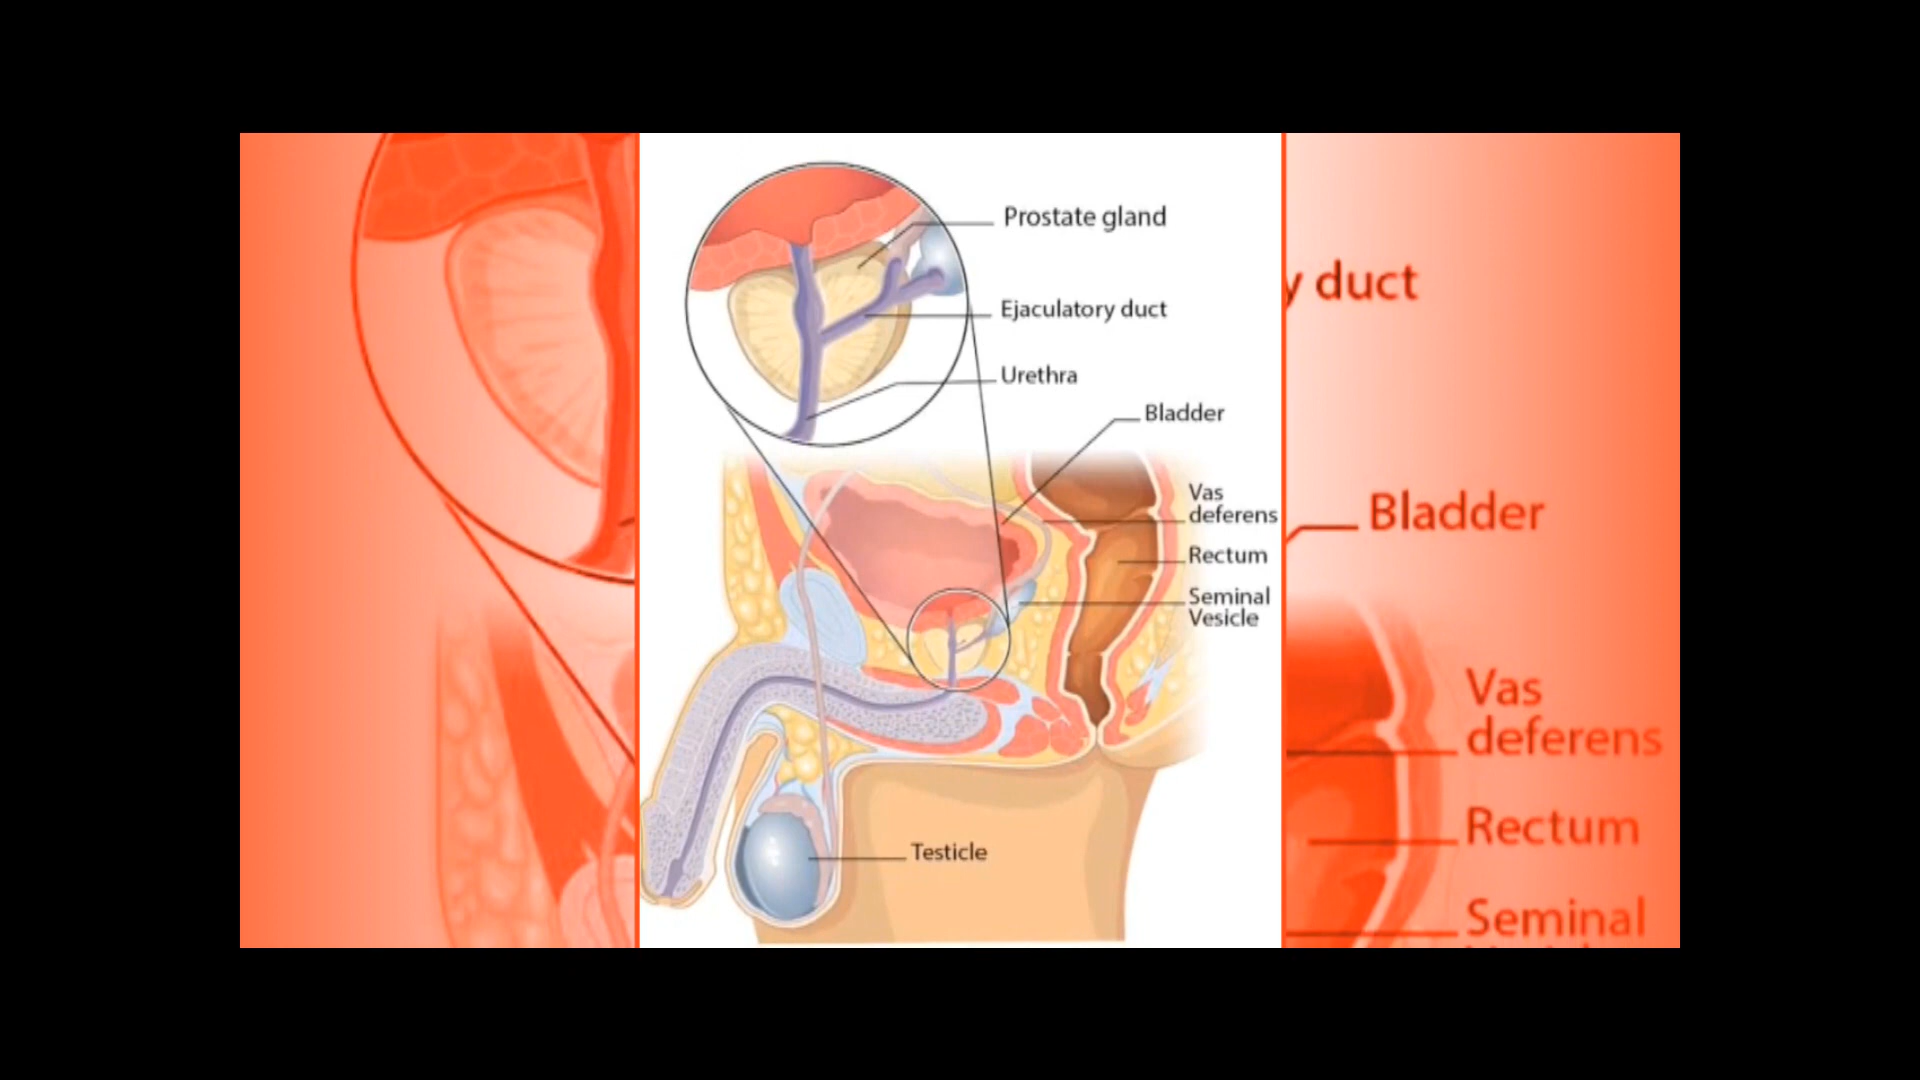 Prostate gland
Ejaculatory duct
Urethra
Bladder
Vas
deferens
Rectum
Seminal
Vesicle
Testicle
y duct
Bladder
Vas
deferens
Rectum
Seminal